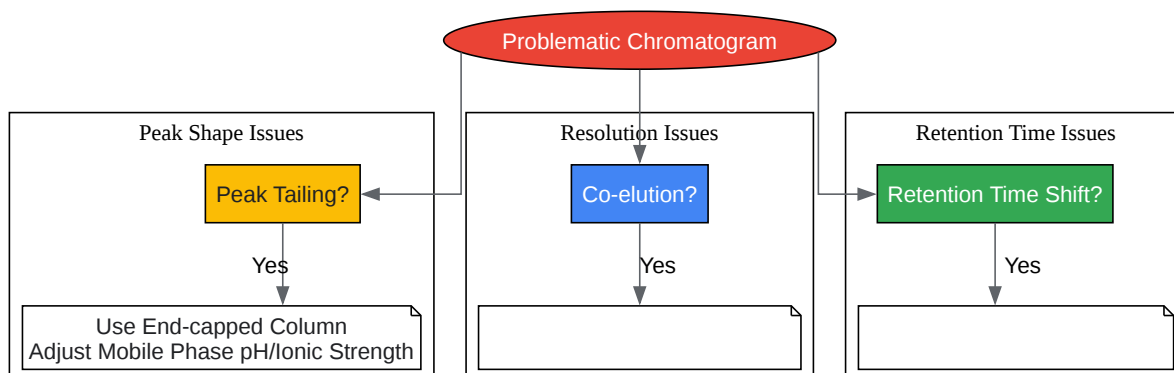 Problematic Chromatogram
Peak Shape Issues
Resolution Issues
Retention Time Issues
Peak Tailing?
Co-elution?
Retention Time Shift?
Yes
Yes
Yes
Use End-capped Column
Adjust Mobile Phase pH/Ionic Strength